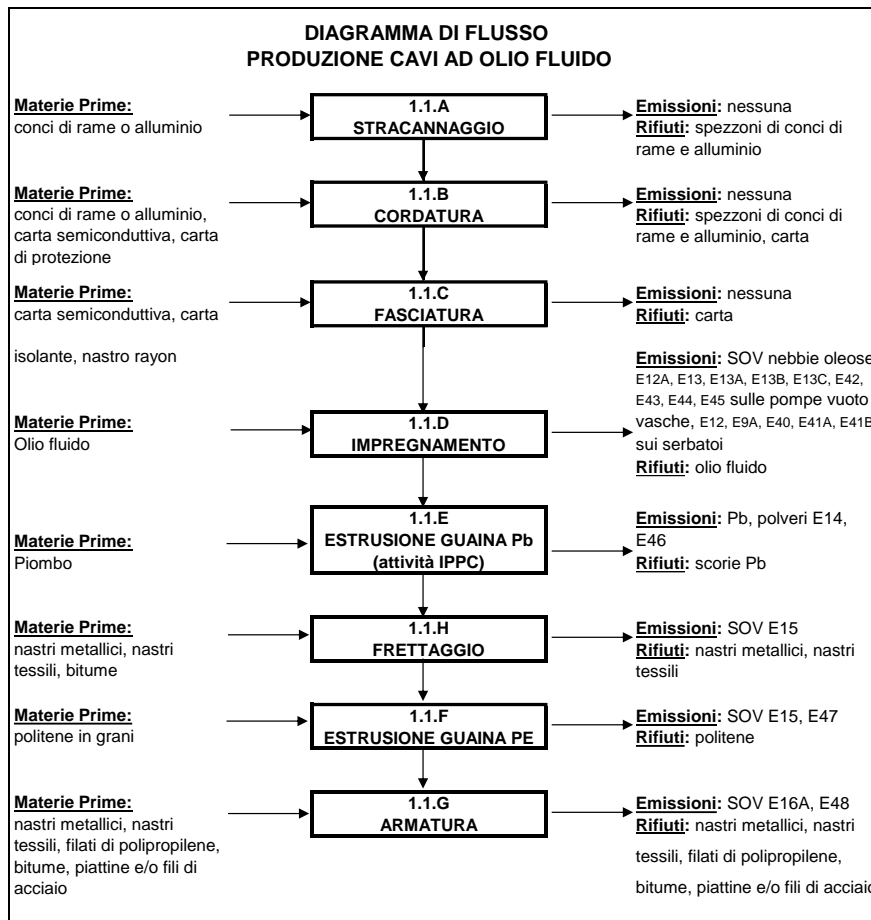 DIAGRAMMA DI FLUSSO
PRODUZIONE CAVI AD OLIO FLUIDO
Materie Prime:
conci di rame o alluminio
1.1.A
STRACANNAGGIO
Emissioni: nessuna
Rifiuti: spezzoni di conci di
rame e alluminio
Materie Prime:
conci di rame o alluminio,
carta semiconduttiva, carta
di protezione
1.1.B
CORDATURA
Emissioni: nessuna
Rifiuti: spezzoni di conci di
rame e alluminio, carta
Materie Prime:
carta semiconduttiva, carta
isolante, nastro rayon
1.1.C
FASCIATURA
Emissioni: nessuna
Rifiuti: carta
Materie Prime:
Olio fluido
1.1.D
IMPREGNAMENTO
Emissioni: SOV nebbie oleose
E12A, E13, E13A, E13B, E13C, E42,
E43, E44, E45 sulle pompe vuoto
vasche, E12, E9A, E40, E41A, E41B
sui serbatoi
Rifiuti: olio fluido
Materie Prime:
Piombo
1.1.E
ESTRUSIONE GUAINA Pb
(attività IPPC)
Emissioni: Pb, polveri E14,
E46
Rifiuti: scorie Pb
Materie Prime:
nastri metallici, nastri
tessili, bitume
1.1.H
FRETTAGGIO
Emissioni: SOV E15
Rifiuti: nastri metallici, nastri
tessili
Materie Prime:
politene in grani
1.1.F
ESTRUSIONE GUAINA PE
Emissioni: SOV E15, E47
Rifiuti: politene
Materie Prime:
nastri metallici, nastri
tessili, filati di polipropilene,
bitume, piattine e/o fili di
acciaio
1.1.G
ARMATURA
Emissioni: SOV E16A, E48
Rifiuti: nastri metallici, nastri
tessili, filati di polipropilene,
bitume, piattine e/o fili di acciaio